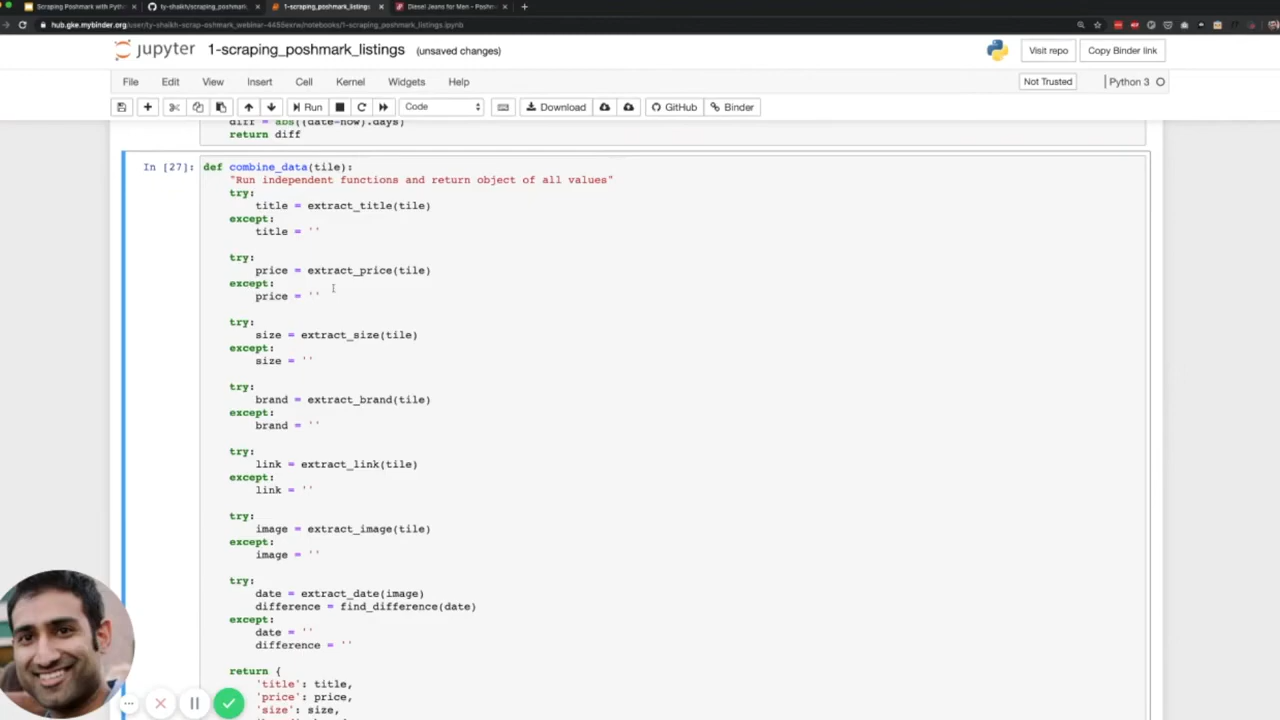 Scraping Poshmark with Pyth
ty-shaikh/scraping_poshmark
1-scraping_poshmark_listings
Diesel Jeans for Men - Poshm
hub.gke.mybinder.org/user/ty-shaikh-scrap-oshmark_webinar-4455exrw/notebooks/1-scraping_poshmark_listings.ipynb
jupyter 1-scraping_poshmark_listings (unsaved changes)
Visit repo
Copy Binder link
File Edit View Insert Cell Kernel Widgets Help
Not Trusted
Python 3
Run
Code
Download
GitHub
Binder
diff = abs((date-now).days)
return diff
In [27]: def combine_data(tile):
"Run independent functions and return object of all values"
try:
title = extract_title(tile)
except:
title = ''
try:
price = extract_price(tile)
except:
price = ''
try:
size = extract_size(tile)
except:
size = ''
try:
brand = extract_brand(tile)
except:
brand = ''
try:
link = extract_link(tile)
except:
link = ''
try:
image = extract_image(tile)
except:
image = ''
try:
date = extract_date(image)
difference = find_difference(date)
except:
date = ''
difference = ''
return {
'title': title,
'price': price,
'size': size,